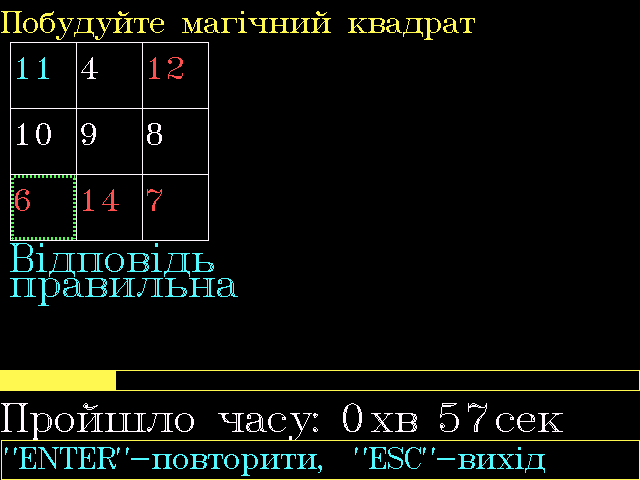 Побудуйте магічний квадрат
11 4 12
10 9 8
6 14 7
Відповідь
правильна
Пройшло часу: 0хв 57сек
"ENTER"-повторити, "ESC"-вихід